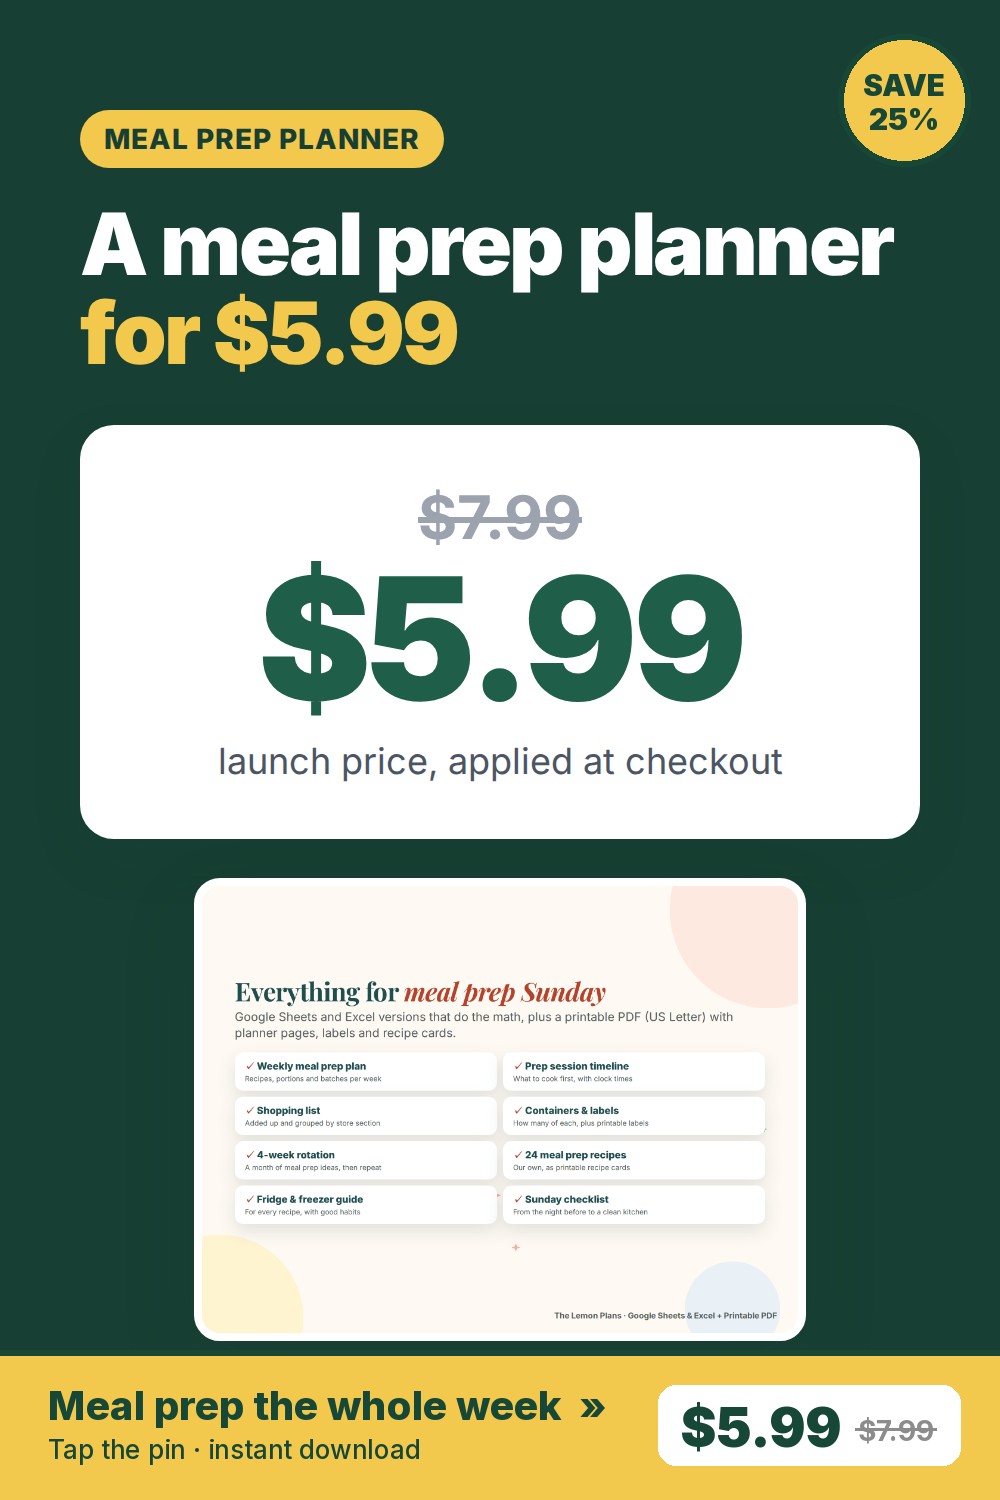 SAVE
25%
MEAL PREP PLANNER
A meal prep planner
for $5.99
$7.99
$5.99
launch price, applied at checkout
Everything for meal prep Sunday
Google Sheets and Excel versions that do the math, plus a printable PDF (US Letter) with
planner pages, labels and recipe cards.
✓ Weekly meal prep plan
Recipes, portions and batches per week
✓ Prep session timeline
What to cook first, with clock times
✓ Shopping list
Added up and grouped by store section
✓ Containers & labels
How many of each, plus printable labels
✓ 4-week rotation
A month of meal prep ideas, then repeat
✓ 24 meal prep recipes
Our own, as printable recipe cards
✓ Fridge & freezer guide
For every recipe, with good habits
✓ Sunday checklist
From the night before to a clean kitchen
The Lemon Plans · Google Sheets & Excel + Printable PDF
Meal prep the whole week »
Tap the pin · instant download
$5.99 $7.99